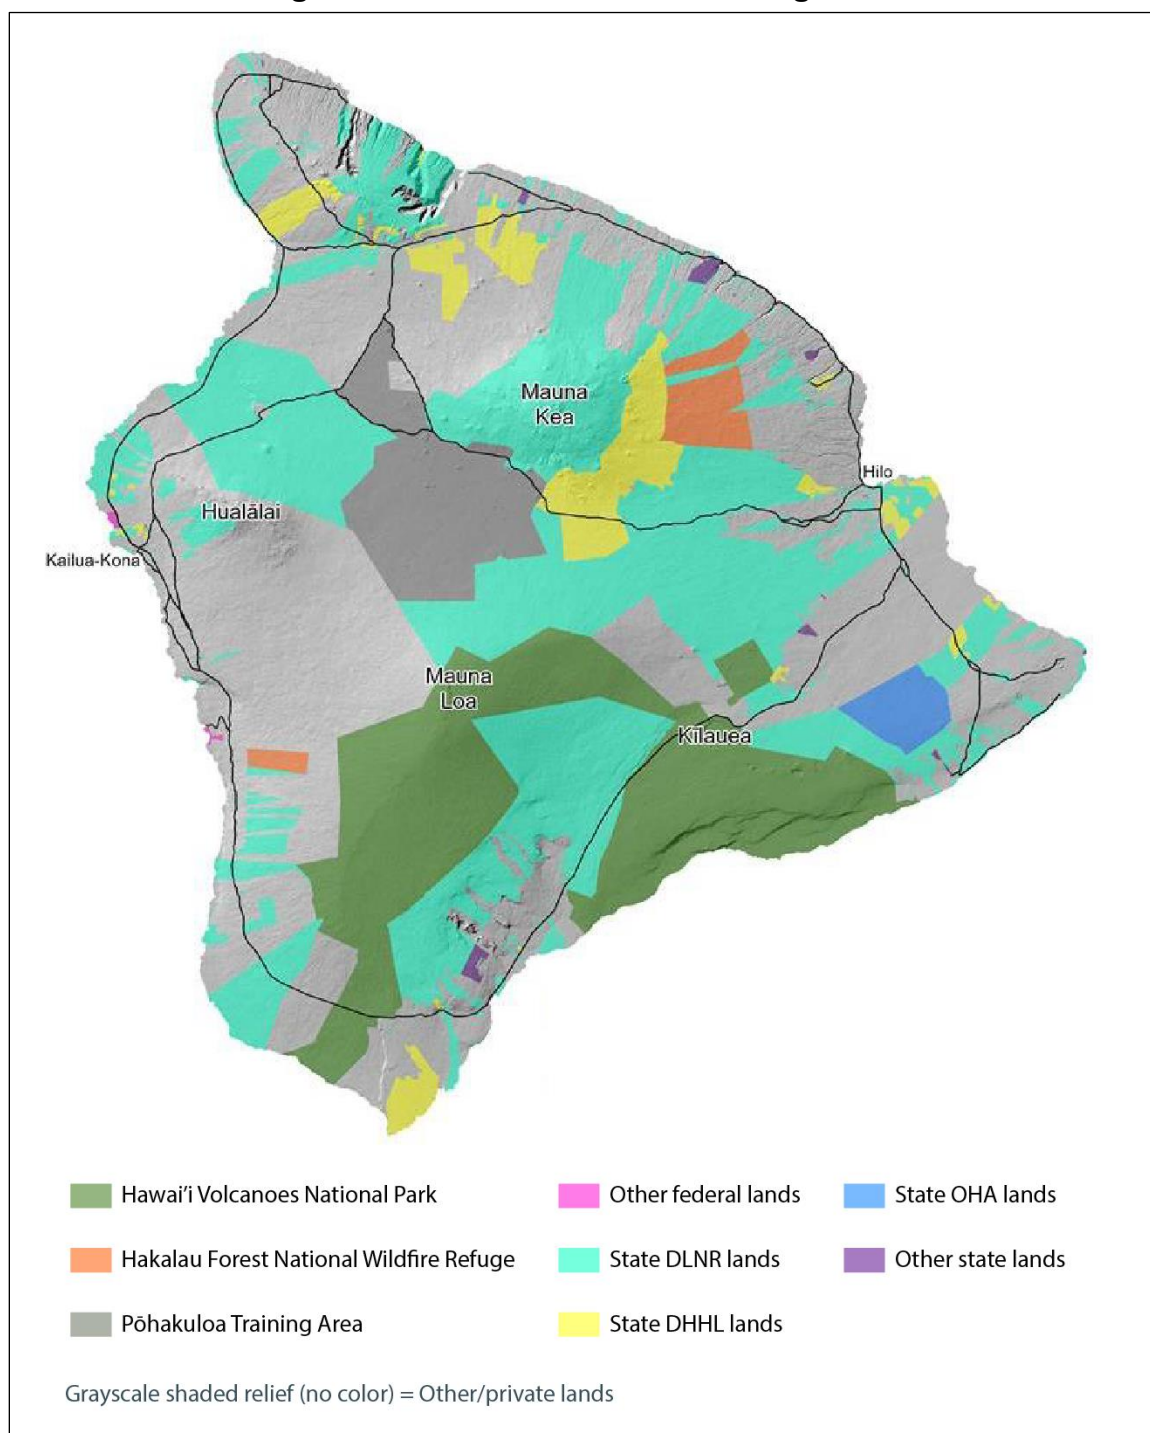 Mauna
Kea
Hilo
Hualālai
Kailua-Kona
Mauna
Loa
Kīlauea
Hawai‘i Volcanoes National Park
Other federal lands
State OHA lands
Hakalau Forest National Wildfire Refuge
State DLNR lands
Other state lands
Pōhakuloa Training Area
State DHHL lands
Grayscale shaded relief (no color) = Other/private lands